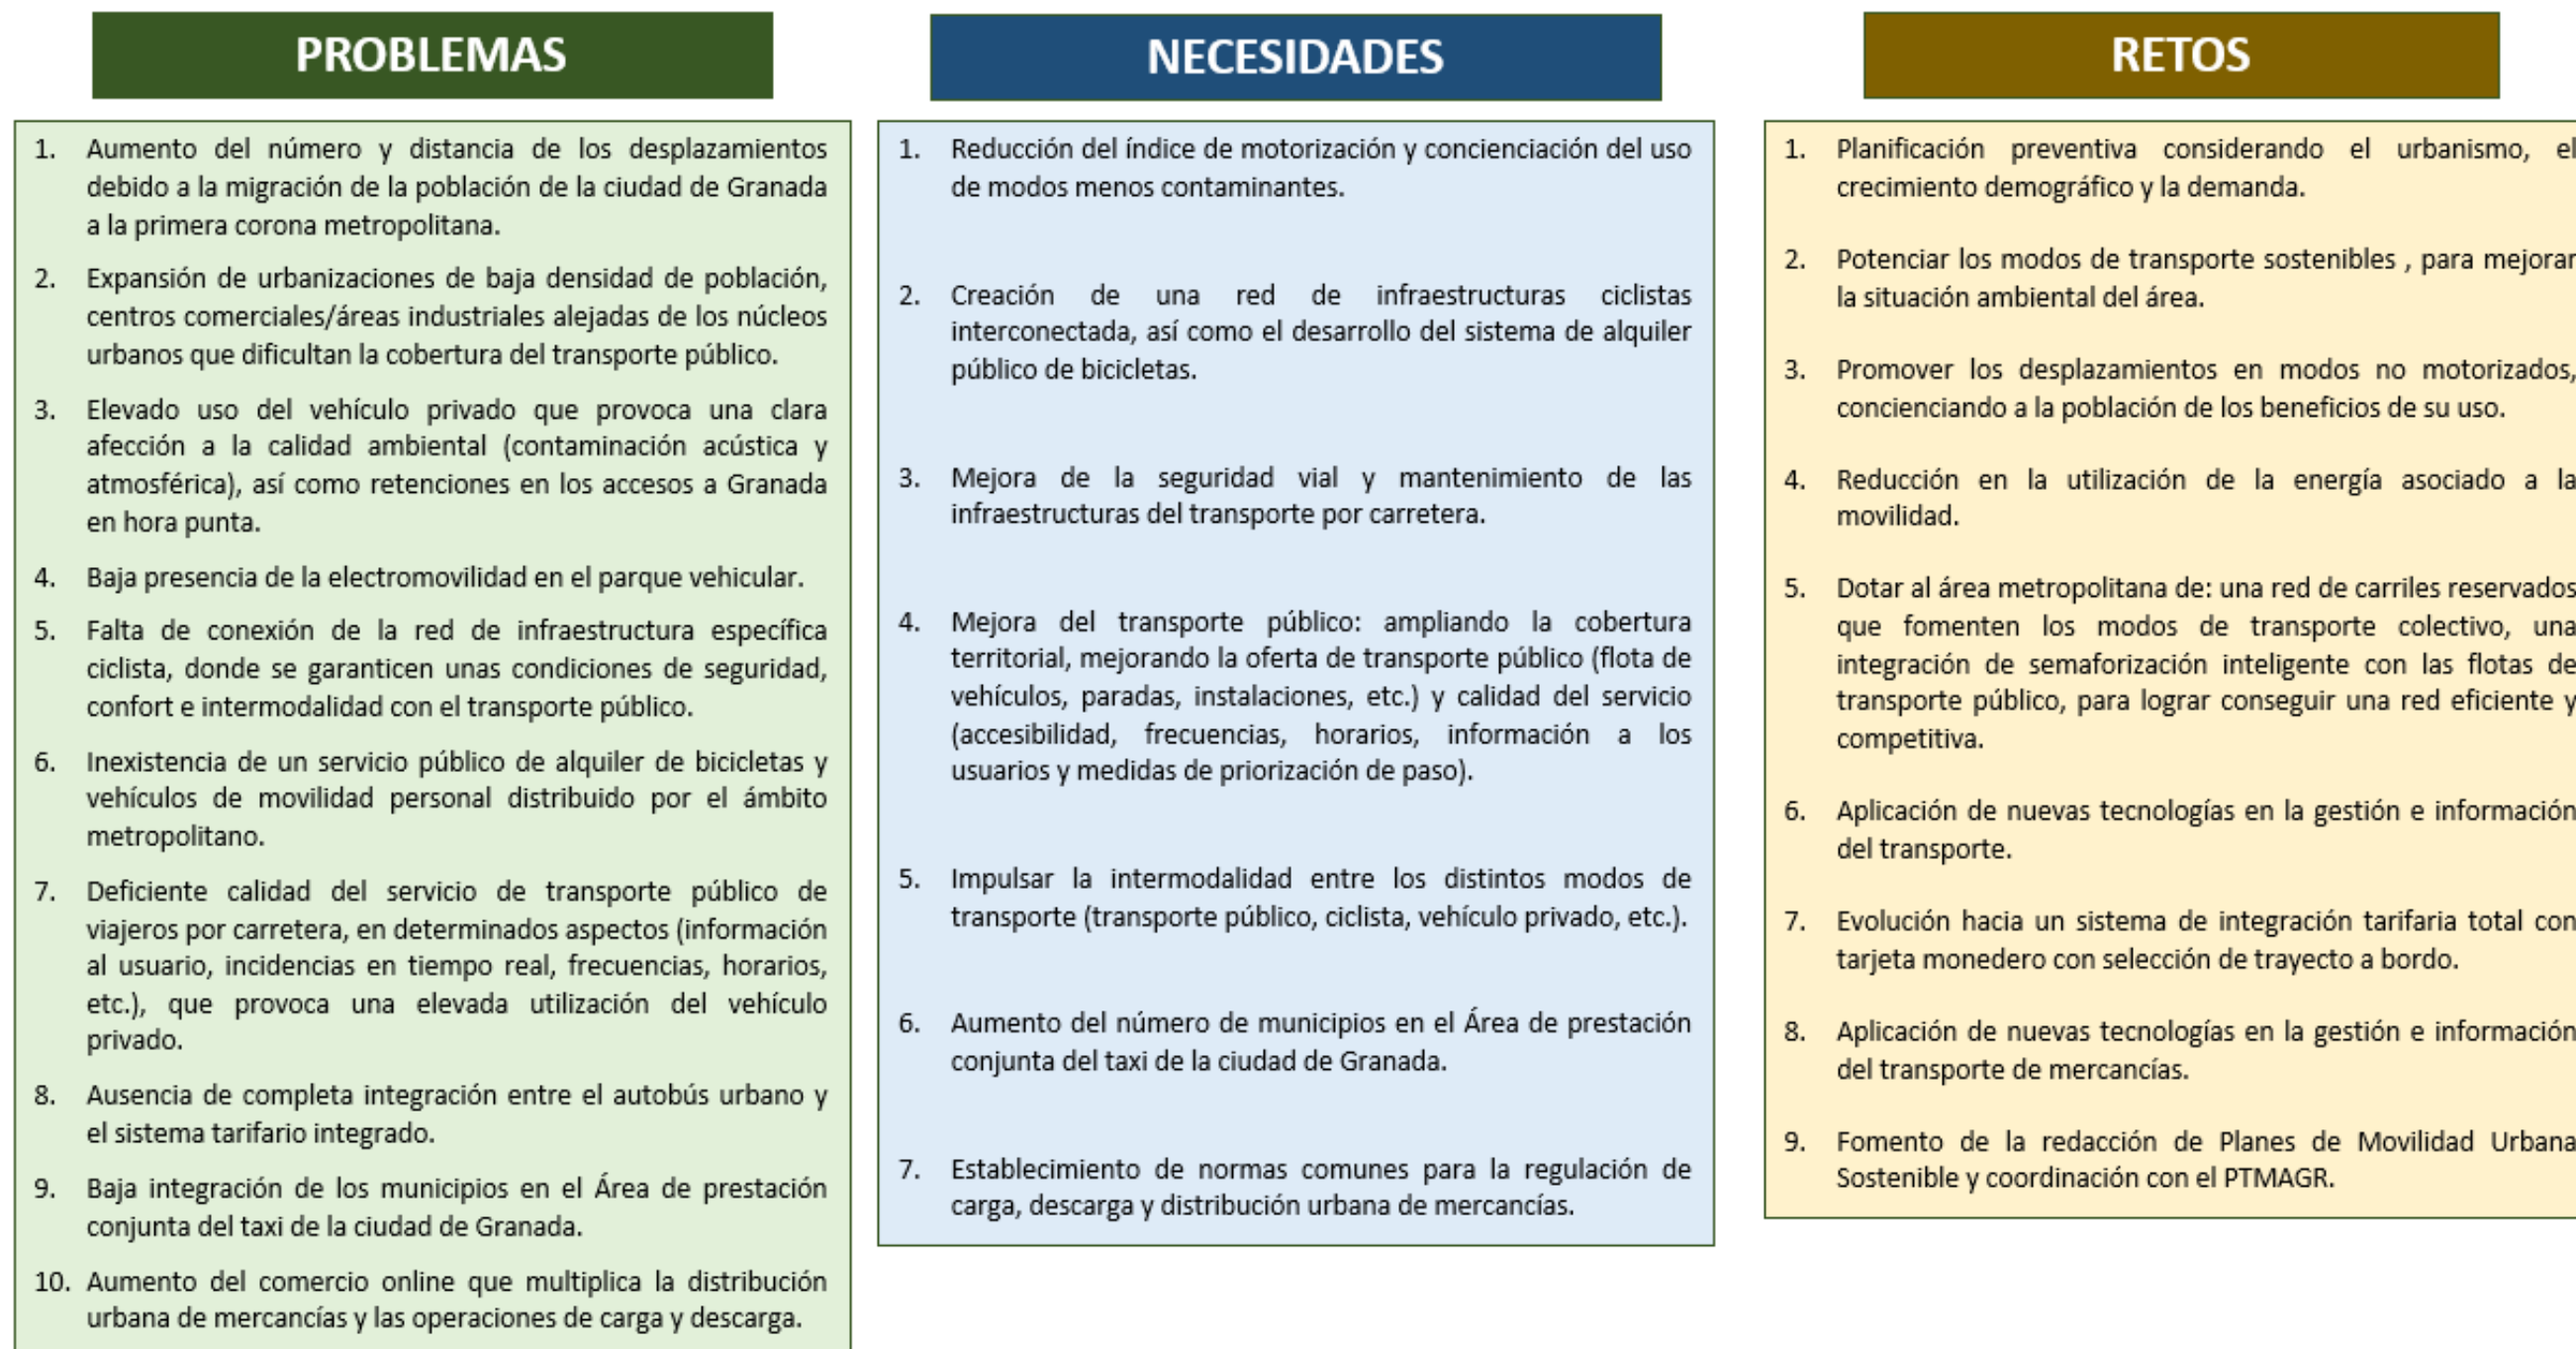 PROBLEMAS
1. Aumento del número y distancia de los desplazamientos
debido a la migración de la población de la ciudad de Granada
a la primera corona metropolitana.
2. Expansión de urbanizaciones de baja densidad de población,
centros comerciales/áreas industriales alejadas de los núcleos
urbanos que dificultan la cobertura del transporte público.
3. Elevado uso del vehículo privado que provoca una clara
afección a la calidad ambiental (contaminación acústica y
atmosférica), así como retenciones en los accesos a Granada
en hora punta.
4. Baja presencia de la electromovilidad en el parque vehicular.
5. Falta de conexión de la red de infraestructura específica
ciclista, donde se garanticen unas condiciones de seguridad,
confort e intermodalidad con el transporte público.
6. Inexistencia de un servicio público de alquiler de bicicletas y
vehículos de movilidad personal distribuido por el ámbito
metropolitano.
7. Deficiente calidad del servicio de transporte público de
viajeros por carretera, en determinados aspectos (información
al usuario, incidencias en tiempo real, frecuencias, horarios,
etc.), que provoca una elevada utilización del vehículo
privado.
8. Ausencia de completa integración entre el autobús urbano y
el sistema tarifario integrado.
9. Baja integración de los municipios en el Área de prestación
conjunta del taxi de la ciudad de Granada.
10. Aumento del comercio online que multiplica la distribución
urbana de mercancías y las operaciones de carga y descarga.
NECESIDADES
1. Reducción del índice de motorización y concienciación del uso
de modos menos contaminantes.
2. Creación de una red de infraestructuras ciclistas
interconectada, así como el desarrollo del sistema de alquiler
público de bicicletas.
3. Mejora de la seguridad vial y mantenimiento de las
infraestructuras del transporte por carretera.
4. Mejora del transporte público: ampliando la cobertura
territorial, mejorando la oferta de transporte público (flota de
vehículos, paradas, instalaciones, etc.) y calidad del servicio
(accesibilidad, frecuencias, horarios, información a los
usuarios y medidas de priorización de paso).
5. Impulsar la intermodalidad entre los distintos modos de
transporte (transporte público, ciclista, vehículo privado, etc.).
6. Aumento del número de municipios en el Área de prestación
conjunta del taxi de la ciudad de Granada.
7. Establecimiento de normas comunes para la regulación de
carga, descarga y distribución urbana de mercancías.
RETOS
1. Planificación preventiva considerando el urbanismo, el
crecimiento demográfico y la demanda.
2. Potenciar los modos de transporte sostenibles , para mejorar
la situación ambiental del área.
3. Promover los desplazamientos en modos no motorizados,
concienciando a la población de los beneficios de su uso.
4. Reducción en la utilización de la energía asociado a la
movilidad.
5. Dotar al área metropolitana de: una red de carriles reservados
que fomenten los modos de transporte colectivo, una
integración de semaforización inteligente con las flotas de
transporte público, para lograr conseguir una red eficiente y
competitiva.
6. Aplicación de nuevas tecnologías en la gestión e información
del transporte.
7. Evolución hacia un sistema de integración tarifaria total con
tarjeta monedero con selección de trayecto a bordo.
8. Aplicación de nuevas tecnologías en la gestión e información
del transporte de mercancías.
9. Fomento de la redacción de Planes de Movilidad Urbana
Sostenible y coordinación con el PTMAGR.